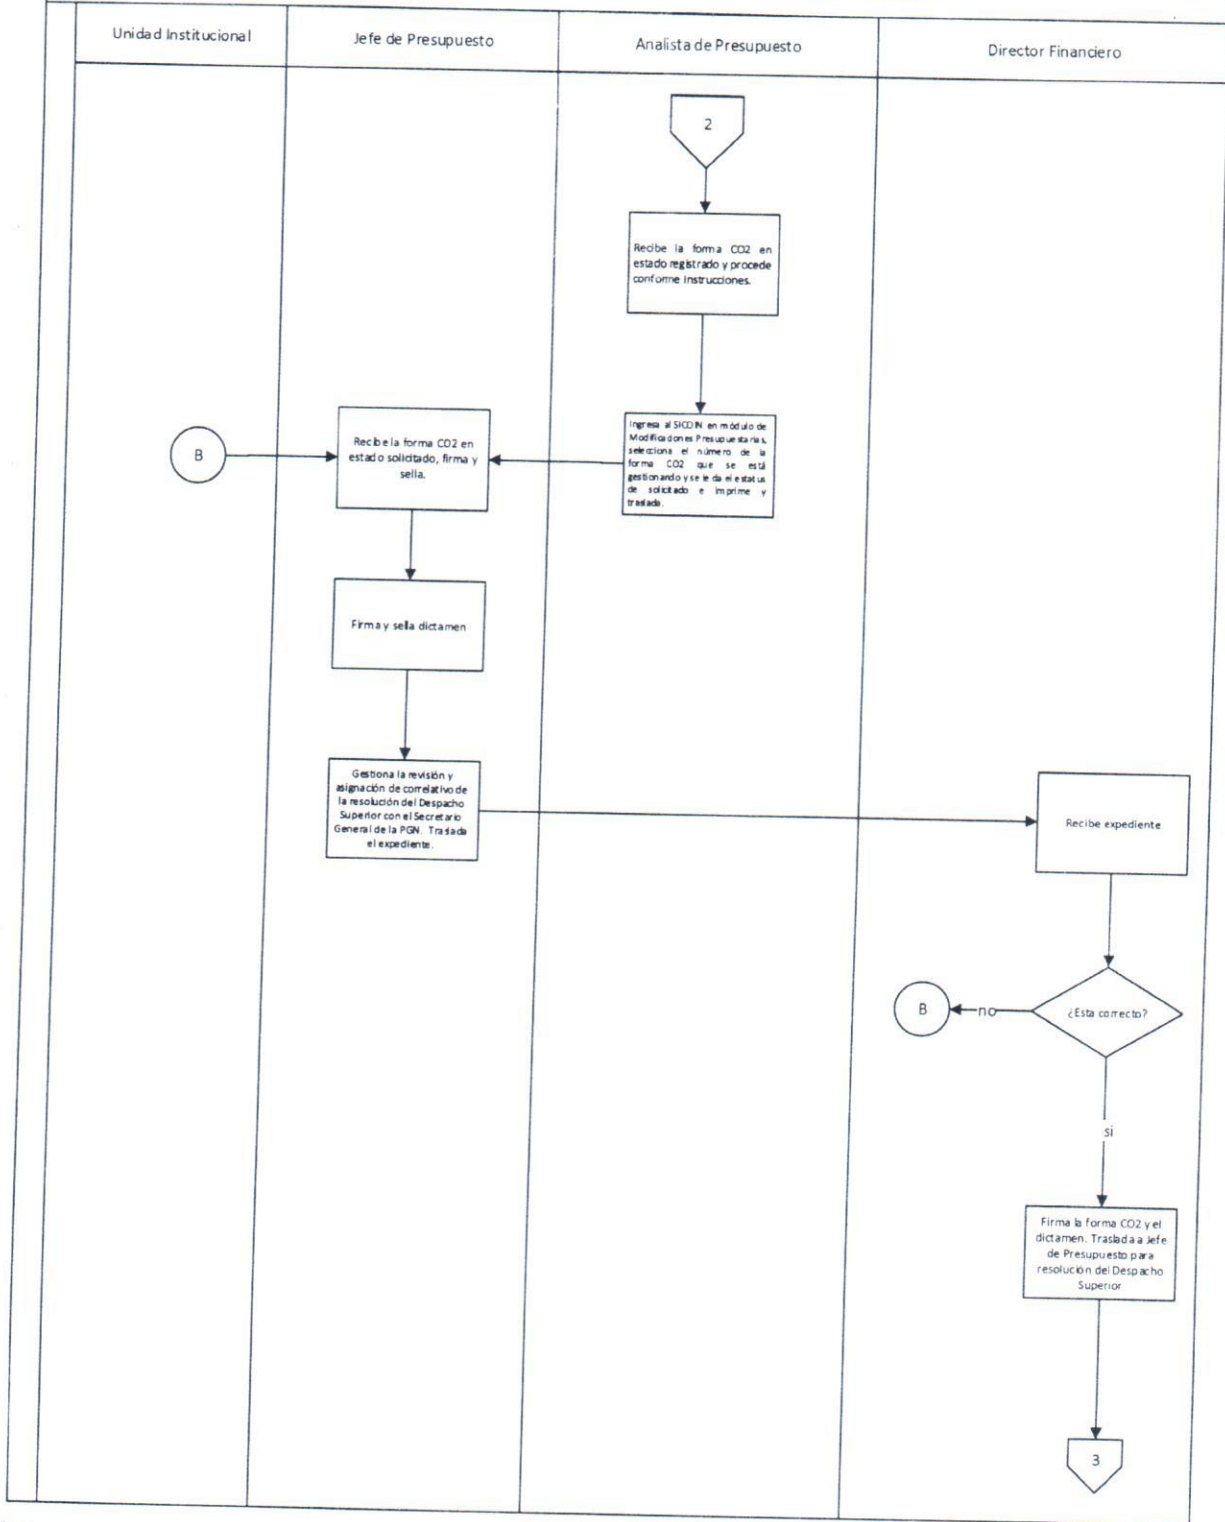 Unidad Institucional
Jefe de Presupuesto
Analista de Presupuesto
Director Financiero
2
Recibe la forma CO2 en
estado registrado y procede
conforme instrucciones.
Ingresa al SICOIN en módulo de
Modificaciones Presupuestarias,
selecciona el número de la
forma CO2 que se está
gestionando y se le da el estatus
de solicitado e imprime y
traslada.
B
Recibe la forma CO2 en
estado solicitado, firma y
sella.
Firma y sella dictamen
Gestiona la revisión y
asignación de correlativo de
la resolución del Despacho
Superior con el Secretario
General de la PGN. Traslada
el expediente.
Recibe expediente
¿Esta correcto?
no
B
si
Firma la forma CO2 y el
dictamen. Traslada a Jefe
de Presupuesto para
resolución del Despacho
Superior
3